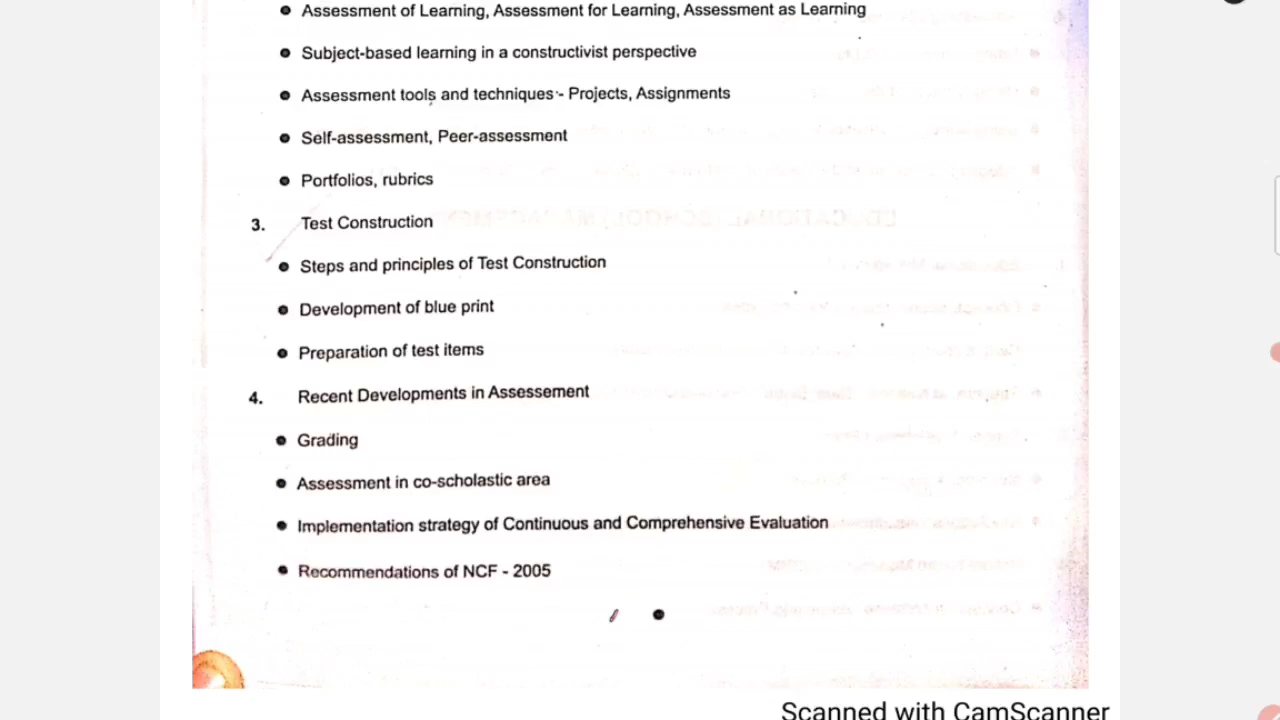 • Assessment of Learning, Assessment for Learning, Assessment as Learning
• Subject-based learning in a constructivist perspective
• Assessment tools and techniques - Projects, Assignments
• Self-assessment, Peer-assessment
• Portfolios, rubrics
3. Test Construction
• Steps and principles of Test Construction
• Development of blue print
• Preparation of test items
4. Recent Developments in Assessement
• Grading
• Assessment in co-scholastic area
• Implementation strategy of Continuous and Comprehensive Evaluation
• Recommendations of NCF - 2005
Scanned with CamScanner